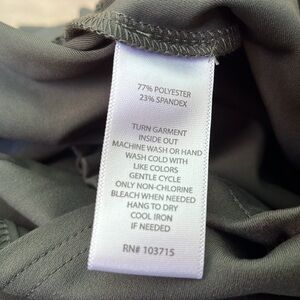 77% POLYESTER
23% SPANDEX
TURN GARMENT
INSIDE OUT
MACHINE WASH OR HAND
WASH COLD WITH
LIKE COLORS
GENTLE CYCLE
ONLY NON-CHLORINE
BLEACH WHEN NEEDED
HANG TO DRY
COOL IRON
IF NEEDED
RN# 103715